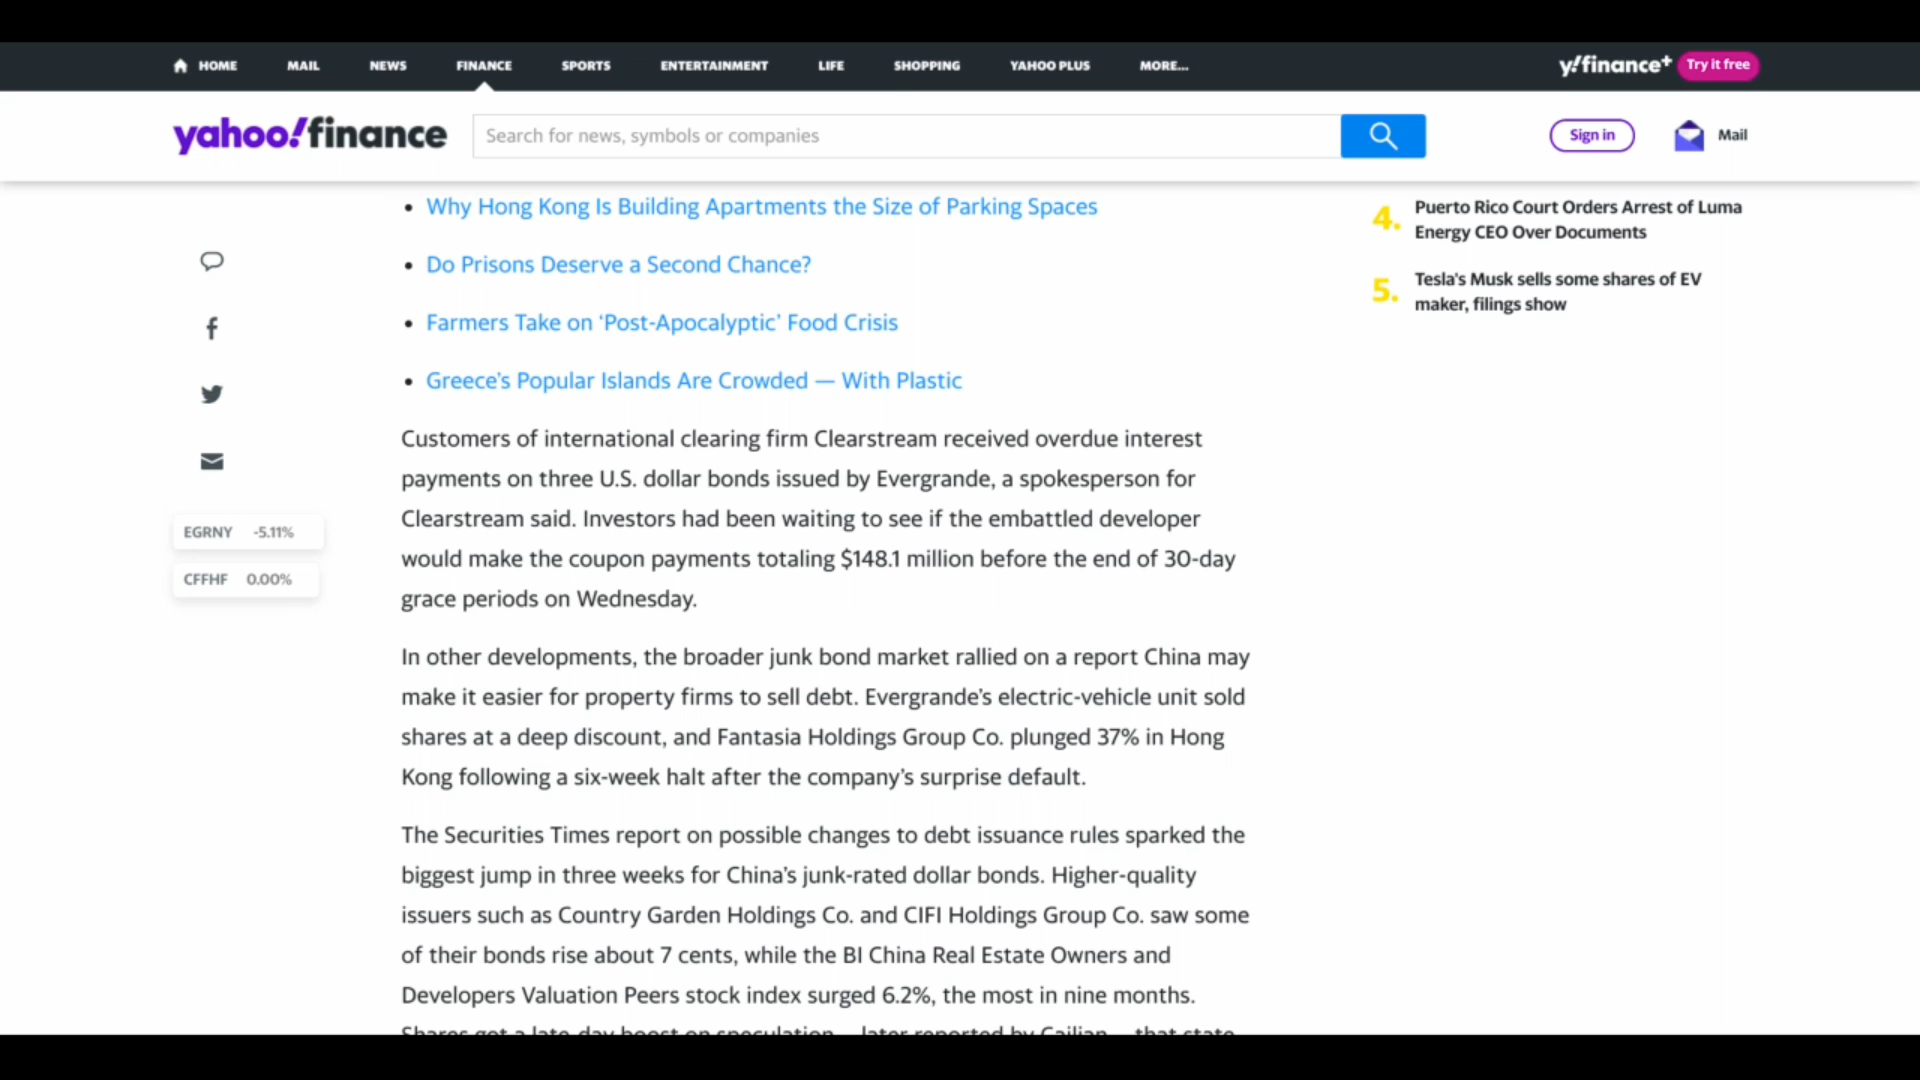 HOME MAIL NEWS FINANCE SPORTS ENTERTAINMENT LIFE SHOPPING YAHOO PLUS MORE... y!finance+ Try it free
yahoo!finance Search for news, symbols or companies Sign in Mail
• Why Hong Kong Is Building Apartments the Size of Parking Spaces
• Do Prisons Deserve a Second Chance?
• Farmers Take on ‘Post-Apocalyptic’ Food Crisis
• Greece’s Popular Islands Are Crowded — With Plastic
Customers of international clearing firm Clearstream received overdue interest
payments on three U.S. dollar bonds issued by Evergrande, a spokesperson for
Clearstream said. Investors had been waiting to see if the embattled developer
would make the coupon payments totaling $148.1 million before the end of 30-day
grace periods on Wednesday.
In other developments, the broader junk bond market rallied on a report China may
make it easier for property firms to sell debt. Evergrande’s electric-vehicle unit sold
shares at a deep discount, and Fantasia Holdings Group Co. plunged 37% in Hong
Kong following a six-week halt after the company’s surprise default.
The Securities Times report on possible changes to debt issuance rules sparked the
biggest jump in three weeks for China’s junk-rated dollar bonds. Higher-quality
issuers such as Country Garden Holdings Co. and CIFI Holdings Group Co. saw some
of their bonds rise about 7 cents, while the BI China Real Estate Owners and
Developers Valuation Peers stock index surged 6.2%, the most in nine months.
Shares got a late-day boost on speculation — later reported by Cailian — that state
EGRNY -5.11%
CFFHF 0.00%
4. Puerto Rico Court Orders Arrest of Luma
Energy CEO Over Documents
5. Tesla's Musk sells some shares of EV
maker, filings show